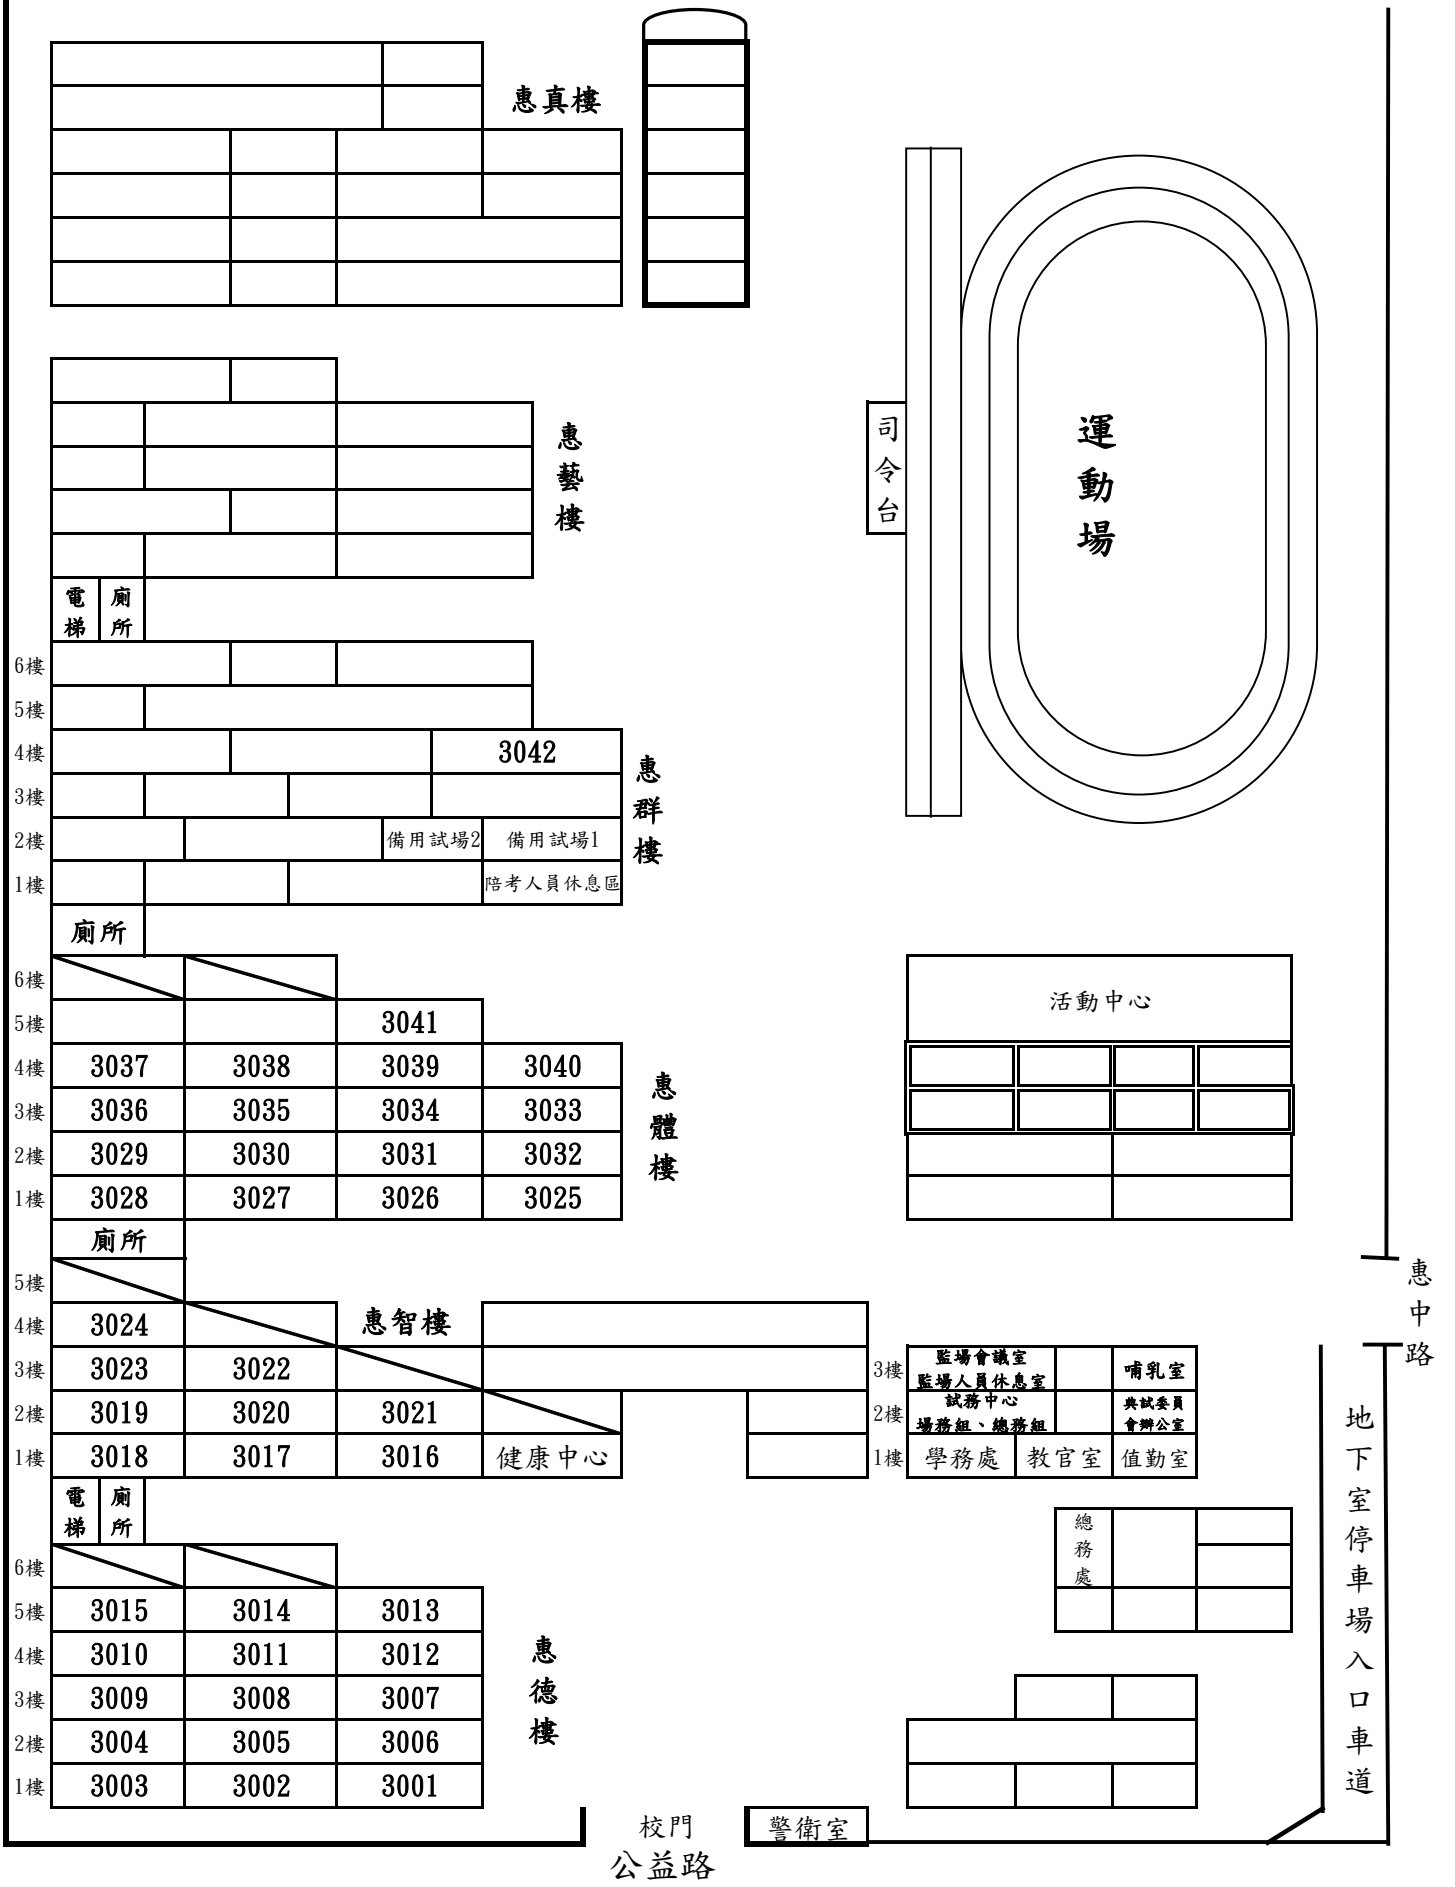 惠真樓
惠藝樓
司令台
運動場
電梯 廁所
6樓
5樓
4樓 3042
3樓
2樓 備用試場2 備用試場1
1樓 陪考人員休息區
惠群樓
廁所
6樓
5樓 3041
4樓 3037 3038 3039 3040
3樓 3036 3035 3034 3033
2樓 3029 3030 3031 3032
1樓 3028 3027 3026 3025
惠體樓
活動中心
廁所
5樓
4樓 3024
3樓 3023 3022
2樓 3019 3020 3021
1樓 3018 3017 3016 健康中心
惠智樓
3樓 監場會議室 哺乳室
監場人員休息室
2樓 試務中心 典試委員
場務組、總務組 會辦公室
1樓 學務處 教官室 值勤室
惠中路
地下室停車場入口車道
電梯 廁所
總務處
6樓
5樓 3015 3014 3013
4樓 3010 3011 3012
3樓 3009 3008 3007
2樓 3004 3005 3006
1樓 3003 3002 3001
惠德樓
校門 警衛室
公益路